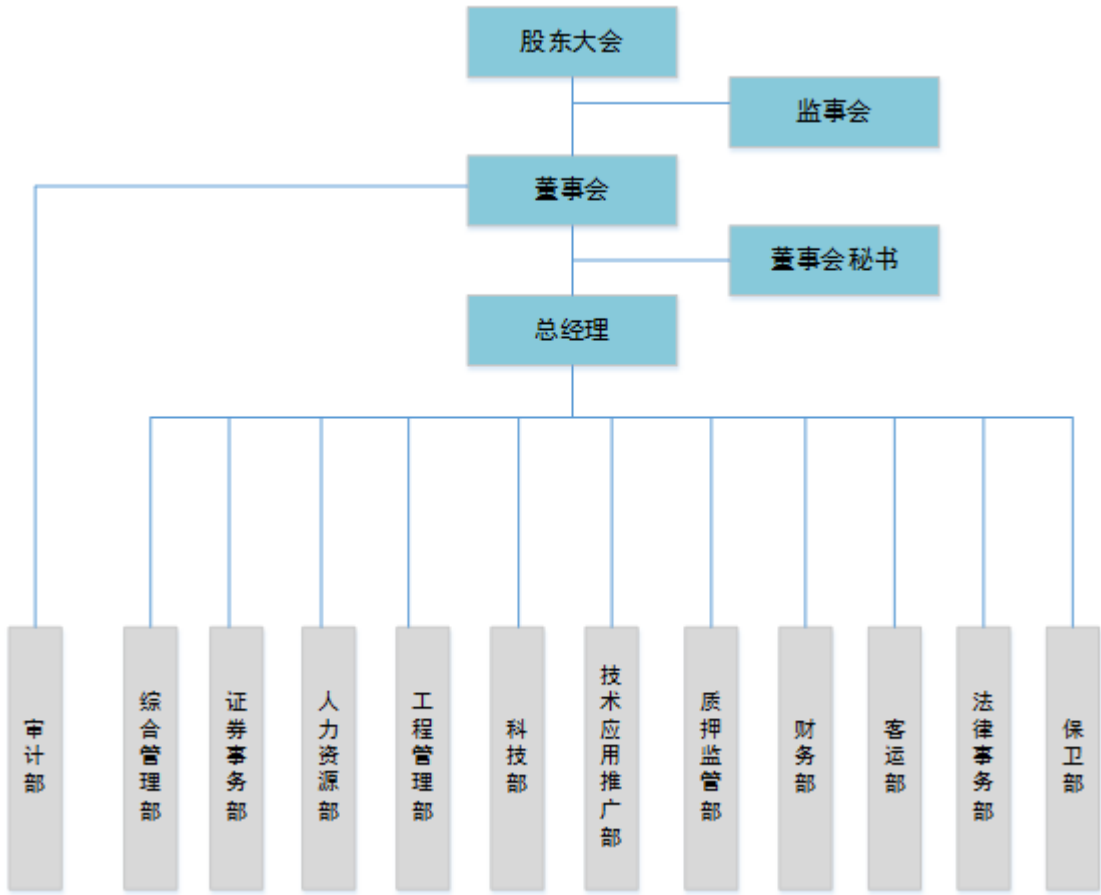 股东大会
监事会
董事会
董事会秘书
总经理
审计部
综合管理部
证券事务部
人力资源部
工程管理部
科技部
技术应用推广部
质押监管部
财务部
客运部
法律事务部
保卫部